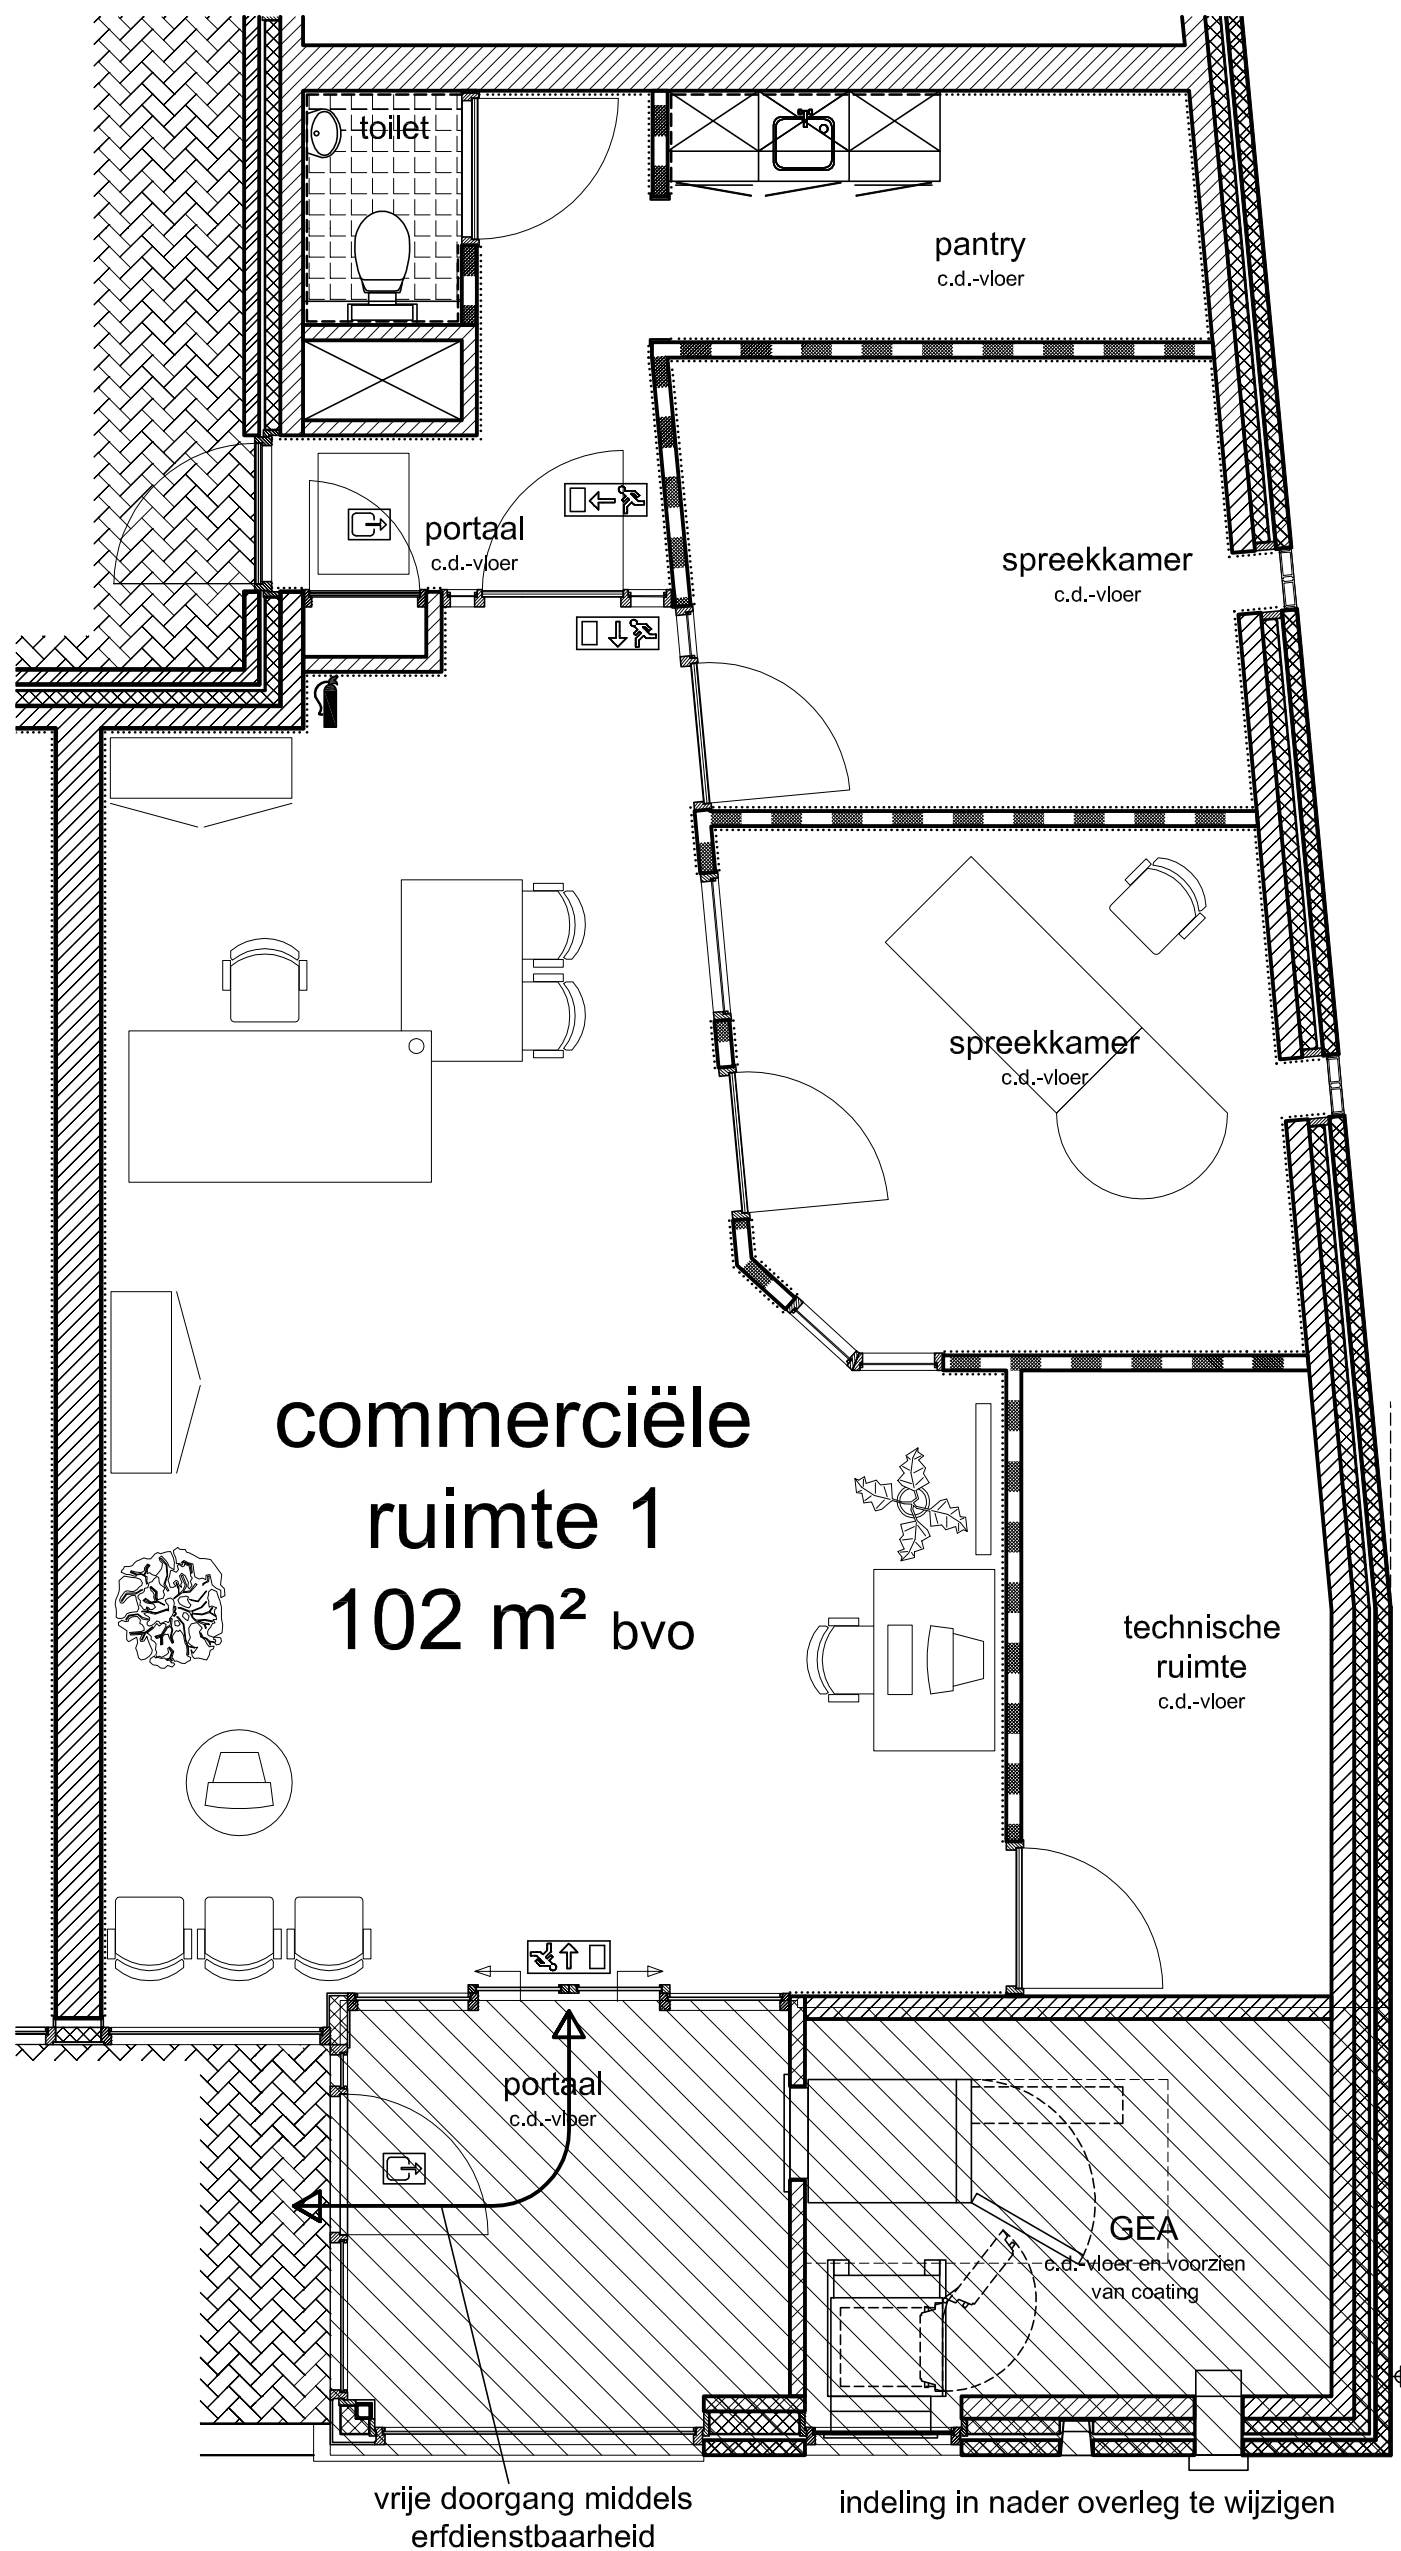 toilet
pantry
c.d.-vloer
portaal
c.d.-vloer
spreekkamer
c.d.-vloer
spreekkamer
c.d.-vloer
commerciële
ruimte 1
102 m² bvo
technische
ruimte
c.d.-vloer
portaal
c.d.-vloer
GEA
c.d.-vloer en voorzien
van coating
vrije doorgang middels
erfdienstbaarheid
indeling in nader overleg te wijzigen